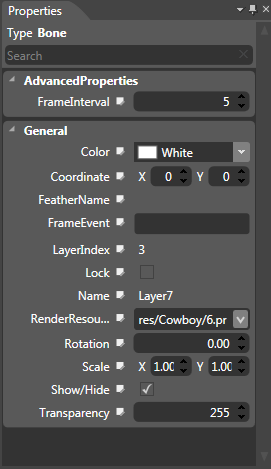 Properties
Type Bone
Search
AdvancedProperties
FrameInterval 5
General
Color White
Coordinate X 0 Y 0
FeatherName
FrameEvent
LayerIndex 3
Lock
Name Layer7
RenderResou... res/Cowboy/6.pr
Rotation 0.00
Scale X 1.00 Y 1.00
Show/Hide
Transparency 255